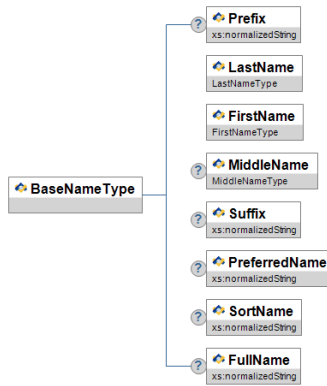 Prefix
xs:normalizedString
LastName
LastNameType
FirstName
FirstNameType
BaseNameType
MiddleName
MiddleNameType
Suffix
xs:normalizedString
PreferredName
xs:normalizedString
SortName
xs:normalizedString
FullName
xs:normalizedString
?
?
?
?
?
?